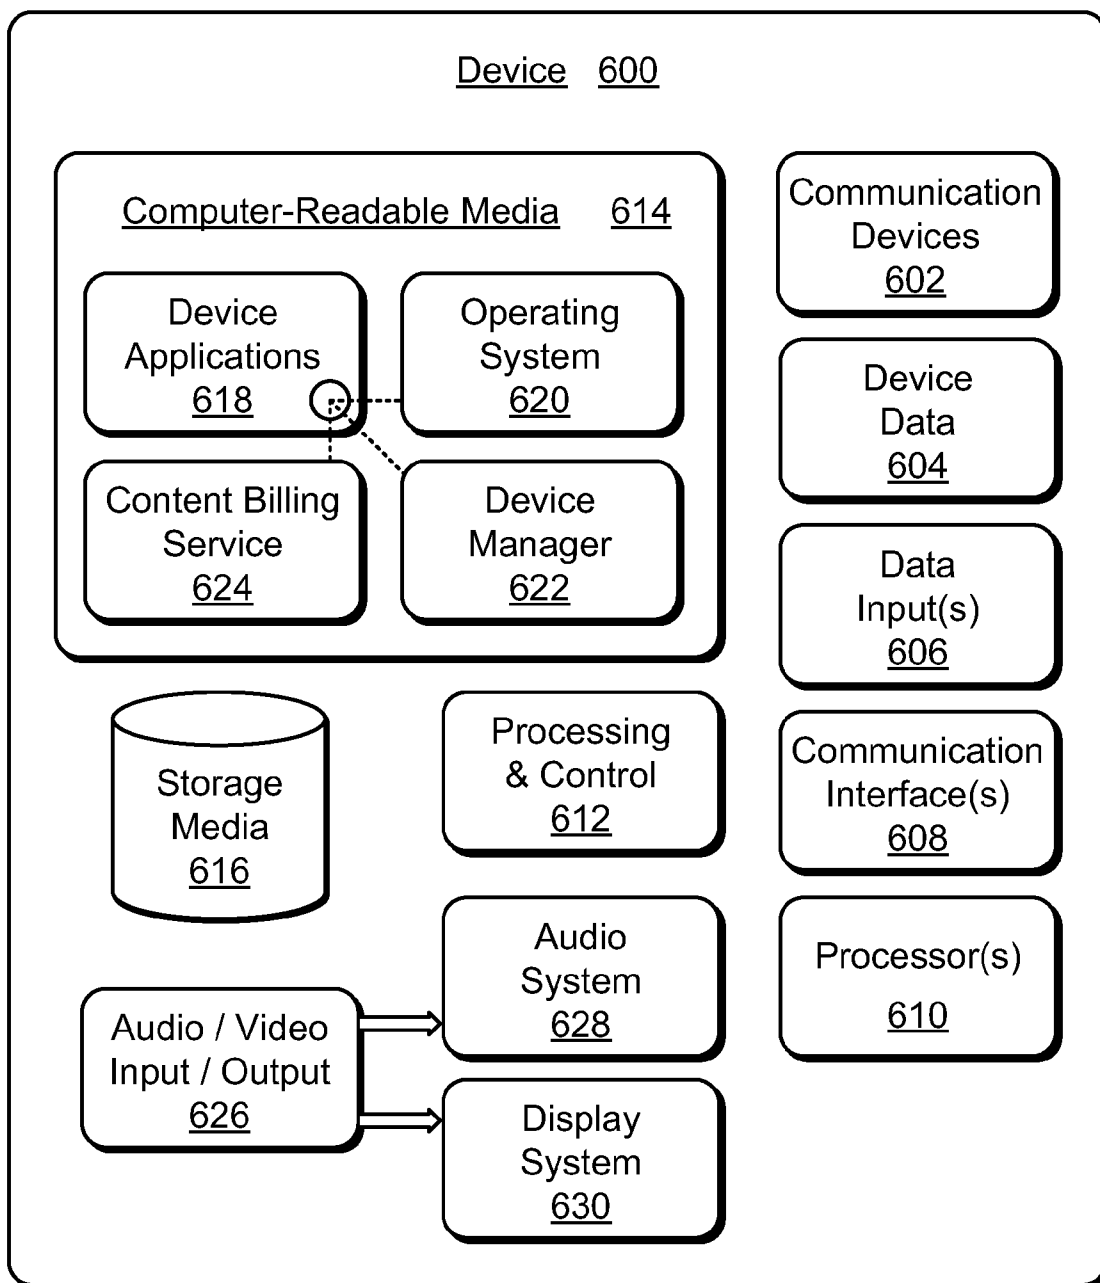 Device 600
Computer-Readable Media 614
Device
Applications
618
Operating
System
620
Content Billing
Service
624
Device
Manager
622
Communication
Devices
602
Device
Data
604
Data
Input(s)
606
Communication
Interface(s)
608
Processor(s)
610
Storage
Media
616
Processing
& Control
612
Audio / Video
Input / Output
626
Audio
System
628
Display
System
630